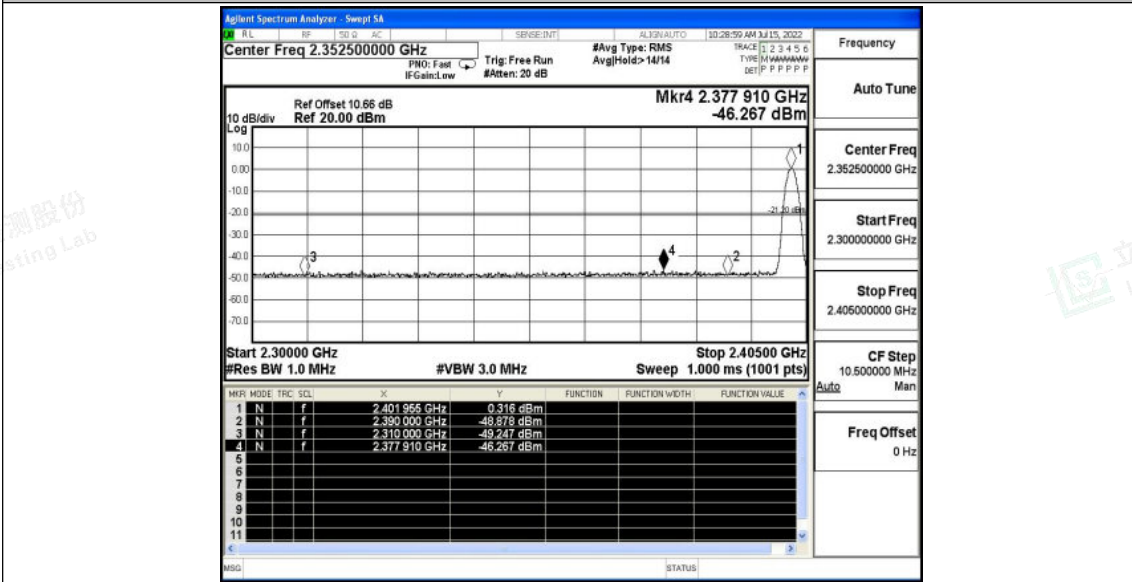 Agilent Spectrum Analyzer - Swept SA
RL RF 50 Ω AC SENSE:INT ALIGNAUTO 10:28:59 AM Jul 15, 2022
Center Freq 2.352500000 GHz
PNO: Fast
IFGain:Low
Trig: Free Run
#Atten: 20 dB
#Avg Type: RMS
Avg|Hold:>14/14
TRACE 1 2 3 4 5 6
TYPE M
DET P P P P P P
Frequency
Auto Tune
Mkr4 2.377 910 GHz
-46.267 dBm
Ref Offset 10.66 dB
10 dB/div Ref 20.00 dBm
Log
10.0
0.00
-10.0
-20.0
-30.0
-40.0
-50.0
-60.0
-70.0
1
-21.20 dBm
3
4
2
Start 2.30000 GHz Stop 2.40500 GHz
#Res BW 1.0 MHz #VBW 3.0 MHz Sweep 1.000 ms (1001 pts)
Center Freq
2.352500000 GHz
Start Freq
2.300000000 GHz
Stop Freq
2.405000000 GHz
CF Step
10.500000 MHz
Auto Man
Freq Offset
0 Hz
MKR MODE TRC SCL X Y FUNCTION FUNCTION WIDTH FUNCTION VALUE
1 N f 2.401 955 GHz 0.316 dBm
2 N f 2.390 000 GHz -48.878 dBm
3 N f 2.310 000 GHz -49.247 dBm
4 N f 2.377 910 GHz -46.267 dBm
5
6
7
8
9
10
11
MSG STATUS
测股份
sting Lab
立